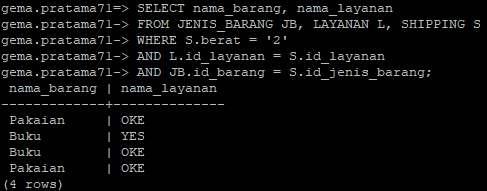 gema.pratama71=> SELECT nama_barang, nama_layanan
gema.pratama71-> FROM JENIS_BARANG JB, LAYANAN L, SHIPPING S
gema.pratama71-> WHERE S.berat = '2'
gema.pratama71-> AND L.id_layanan = S.id_layanan
gema.pratama71-> AND JB.id_barang = S.id_jenis_barang;
 nama_barang | nama_layanan
-------------+--------------
 Pakaian     | OKE
 Buku        | YES
 Buku        | OKE
 Pakaian     | OKE
(4 rows)